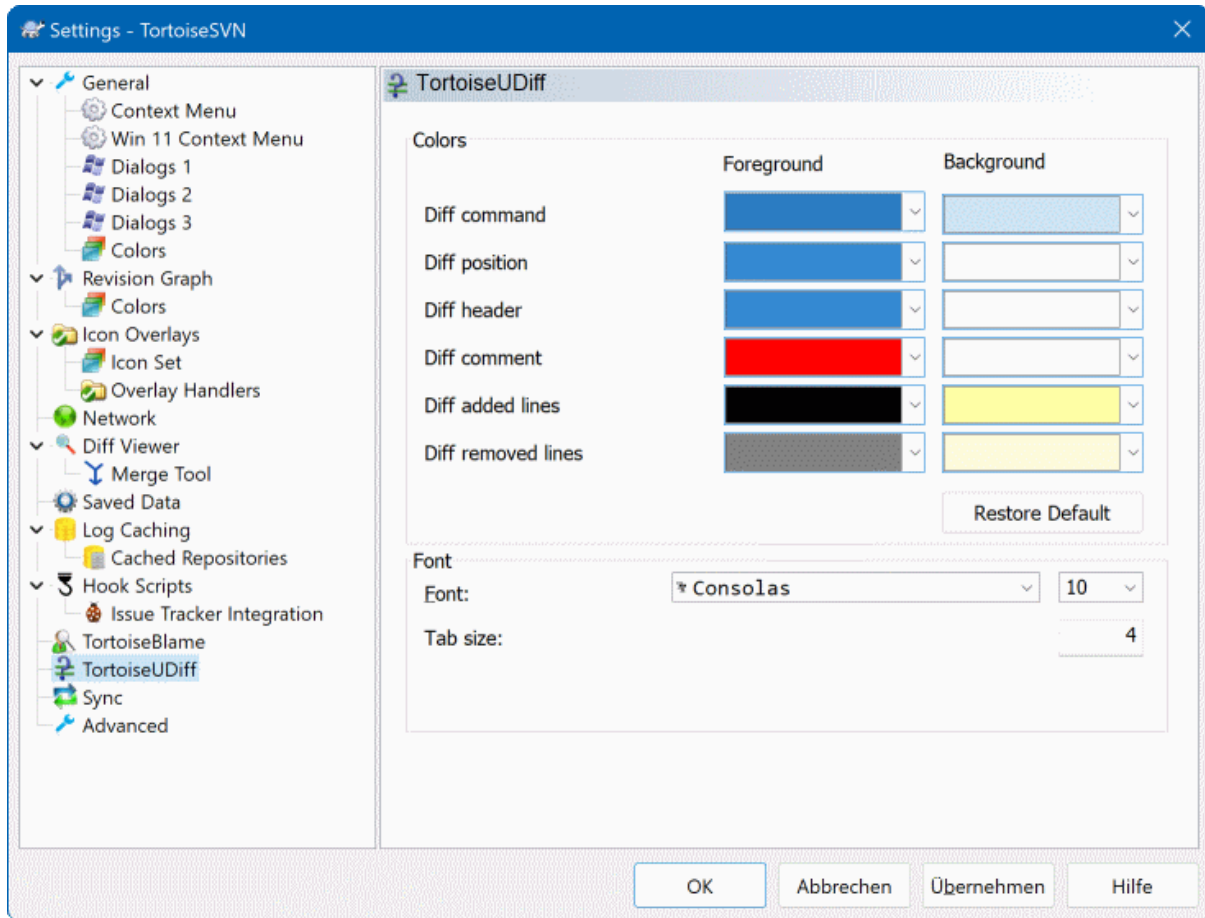 Settings - TortoiseSVN
General
Context Menu
Win 11 Context Menu
Dialogs 1
Dialogs 2
Dialogs 3
Colors
Revision Graph
Colors
Icon Overlays
Icon Set
Overlay Handlers
Network
Diff Viewer
Merge Tool
Saved Data
Log Caching
Cached Repositories
Hook Scripts
Issue Tracker Integration
TortoiseBlame
TortoiseUDiff
Sync
Advanced
TortoiseUDiff
Colors
Foreground Background
Diff command
Diff position
Diff header
Diff comment
Diff added lines
Diff removed lines
Restore Default
Font
Font: Consolas 10
Tab size: 4
OK Abbrechen Übernehmen Hilfe